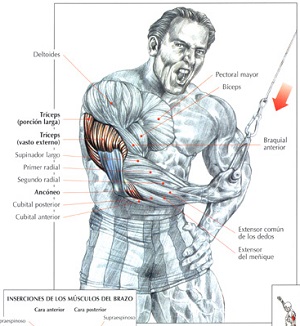 Deltoides
Pectoral mayor
Bíceps
Tríceps
(porción larga)
Tríceps
(vasto externo)
Braquial
anterior
Supinador largo
Primer radial
Segundo radial
Ancóneo
Cubital posterior
Cubital anterior
Extensor común
de los dedos
Extensor
del meñique
INSERCIONES DE LOS MÚSCULOS DEL BRAZO
Cara anterior Cara posterior
Supraespinoso